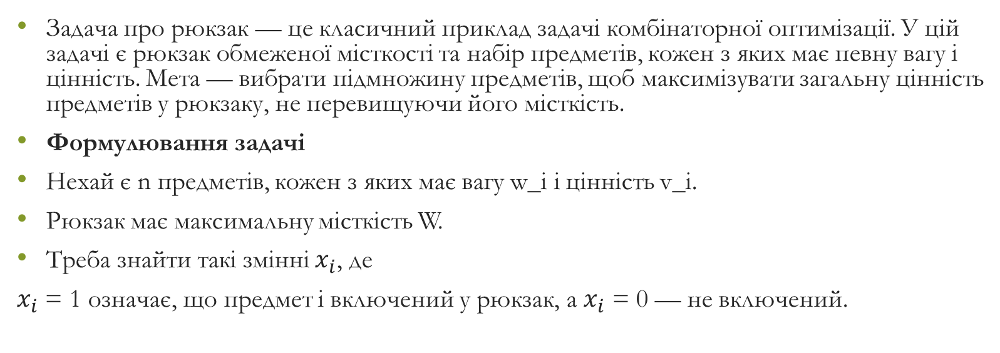 • Задача про рюкзак — це класичний приклад задачі комбінаторної оптимізації. У цій
задачі є рюкзак обмеженої місткості та набір предметів, кожен з яких має певну вагу і
цінність. Мета — вибрати підмножину предметів, щоб максимізувати загальну цінність
предметів у рюкзаку, не перевищуючи його місткість.
• Формулювання задачі
• Нехай є n предметів, кожен з яких має вагу w_i і цінність v_i.
• Рюкзак має максимальну місткість W.
• Треба знайти такі змінні 𝑥ᵢ, де
𝑥ᵢ = 1 означає, що предмет і включений у рюкзак, а 𝑥ᵢ = 0 — не включений.